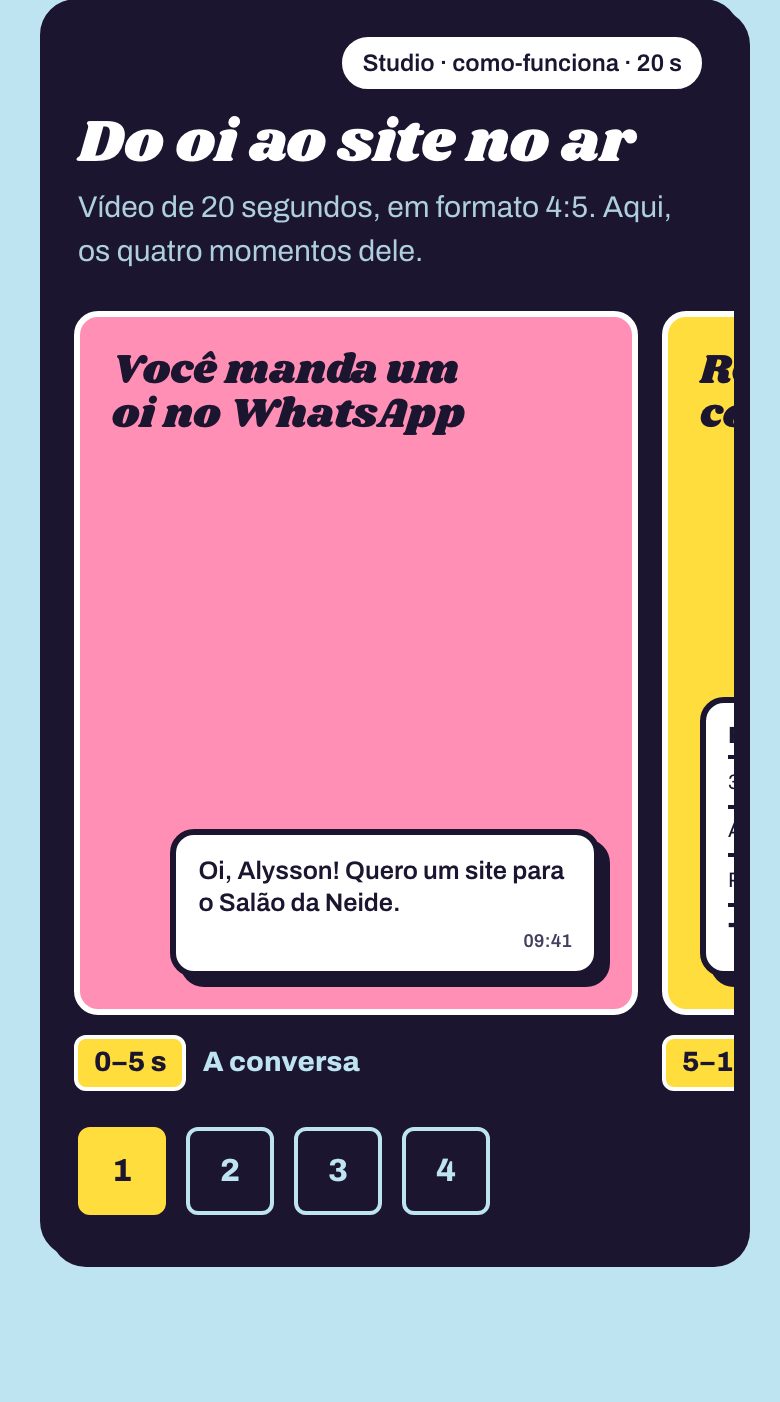 Studio · como-funciona · 20 s
Do oi ao site no ar
Vídeo de 20 segundos, em formato 4:5. Aqui,
os quatro momentos dele.
Você manda um
oi no WhatsApp
Oi, Alysson! Quero um site para
o Salão da Neide.
09:41
0–5 s
A conversa
1
2
3
4